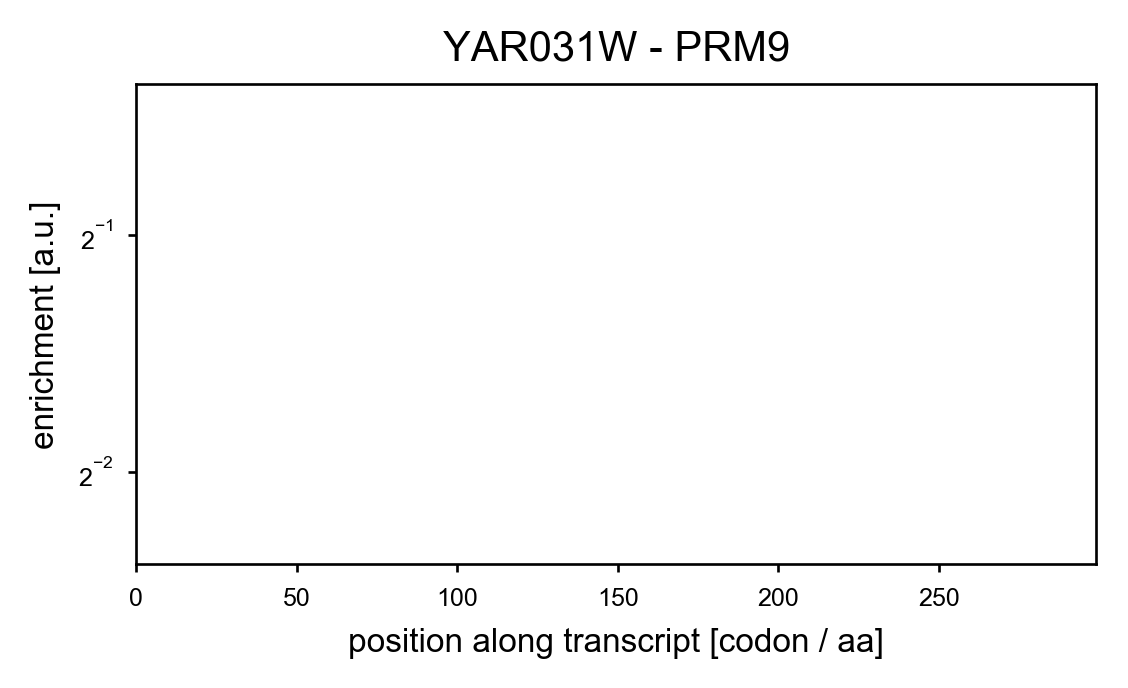 YAR031W - PRM9
enrichment [a.u.]
2⁻¹
2⁻²
0 50 100 150 200 250
position along transcript [codon / aa]